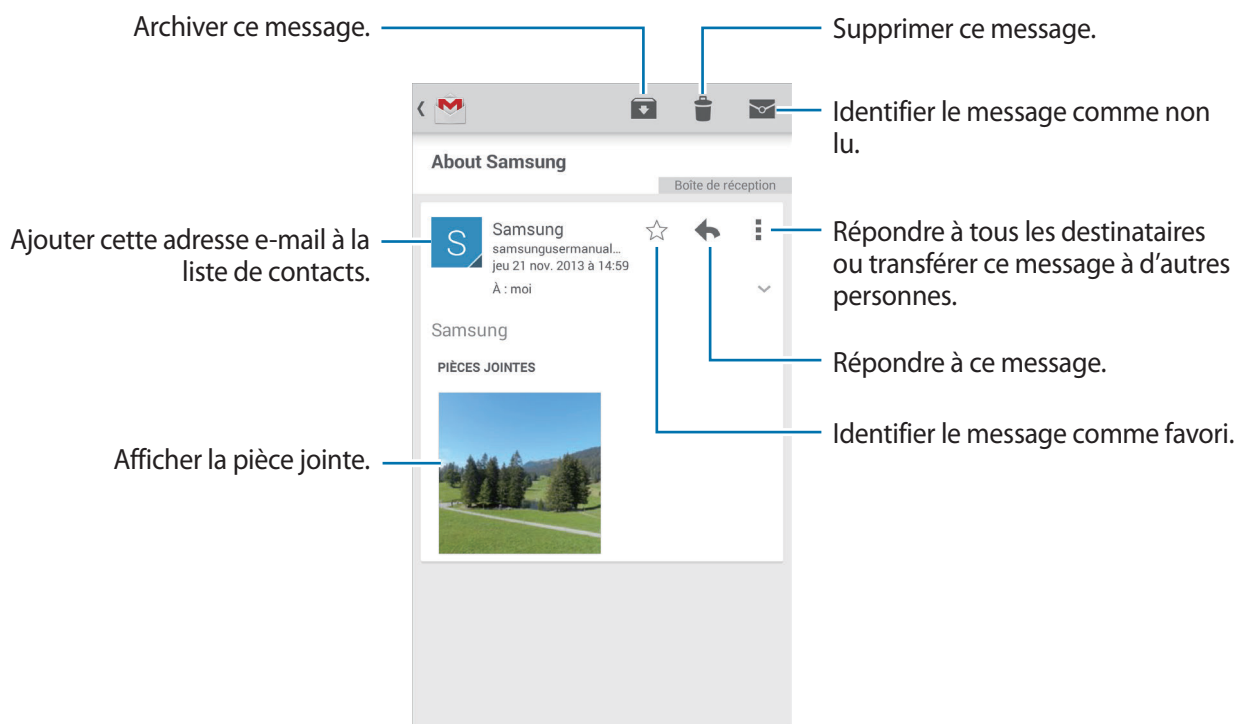 Archiver ce message.
Supprimer ce message.
Identifier le message comme non
lu.
About Samsung
Boîte de réception
Ajouter cette adresse e-mail à la
liste de contacts.
S
Samsung
samsungusermanual...
jeu 21 nov. 2013 à 14:59
À : moi
Répondre à tous les destinataires
ou transférer ce message à d'autres
personnes.
Samsung
Répondre à ce message.
PIÈCES JOINTES
Identifier le message comme favori.
Afficher la pièce jointe.